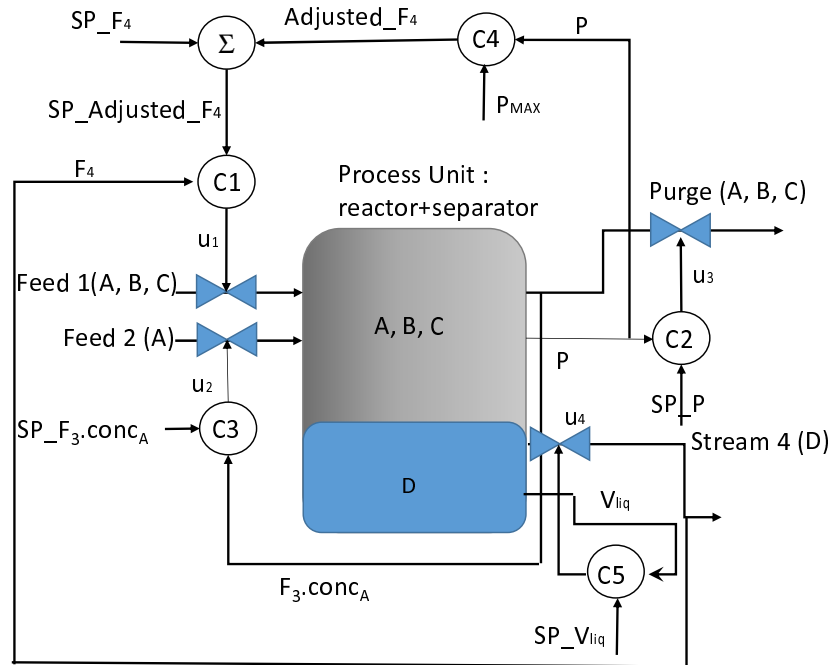 SP_F4
Adjusted_F4
P
Σ
C4
SP_Adjusted_F4
PMAX
F4
C1
Process Unit :
reactor+separator
Purge (A, B, C)
u1
u3
Feed 1(A, B, C)
Feed 2 (A)
A, B, C
C2
P
u2
SP_P
u4
SP_F3.concA
C3
Stream 4 (D)
D
Vliq
C5
F3.concA
SP_Vliq